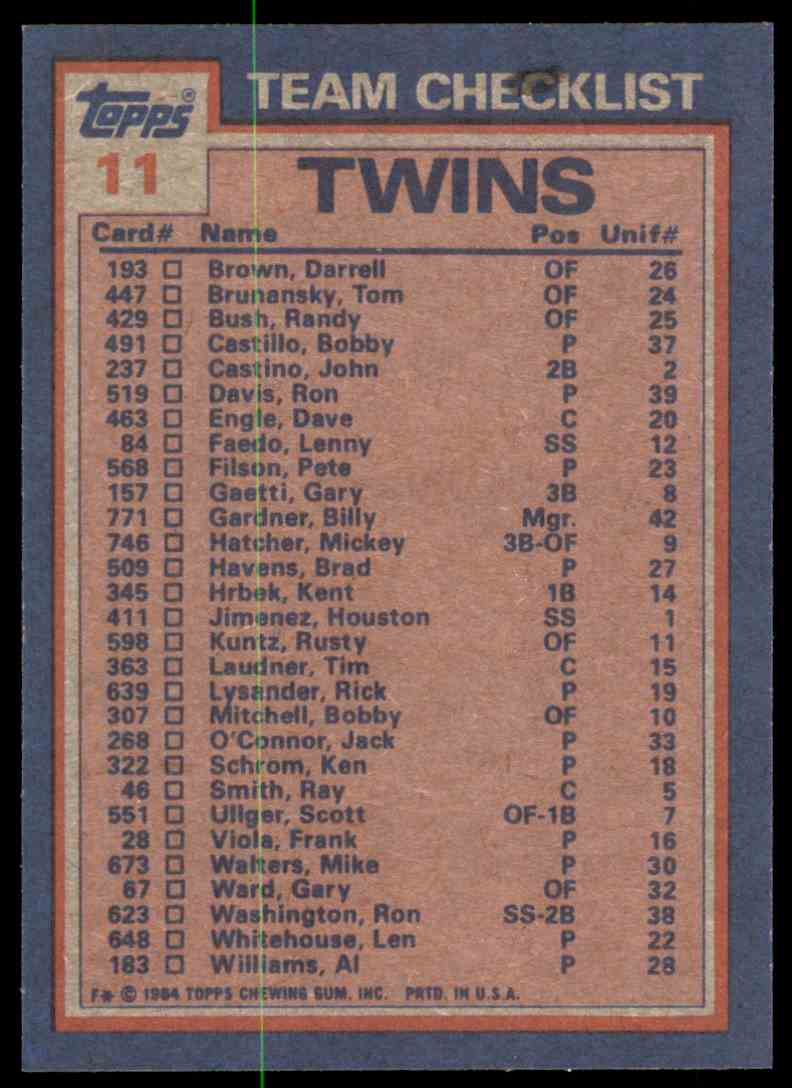 TOPPS®
11
TEAM CHECKLIST
TWINS
Card# Name Pos Unif#
193 Brown, Darrell OF 26
447 Brunansky, Tom OF 24
429 Bush, Randy OF 25
491 Castillo, Bobby P 37
237 Castino, John 2B 2
519 Davis, Ron P 39
463 Engle, Dave C 20
84 Faedo, Lenny SS 12
568 Filson, Pete P 23
157 Gaetti, Gary 3B 8
771 Gardner, Billy Mgr. 42
746 Hatcher, Mickey 3B-OF 9
509 Havens, Brad P 27
345 Hrbek, Kent 1B 14
411 Jimenez, Houston SS 1
598 Kuntz, Rusty OF 11
363 Laudner, Tim C 15
639 Lysander, Rick P 19
307 Mitchell, Bobby OF 10
268 O'Connor, Jack P 33
322 Schrom, Ken P 18
46 Smith, Ray C 5
551 Ullger, Scott OF-1B 7
28 Viola, Frank P 16
673 Walters, Mike P 30
67 Ward, Gary OF 32
623 Washington, Ron SS-2B 38
648 Whitehouse, Len P 22
183 Williams, Al P 28
F* © 1984 TOPPS CHEWING GUM, INC. PRTD. IN U.S.A.